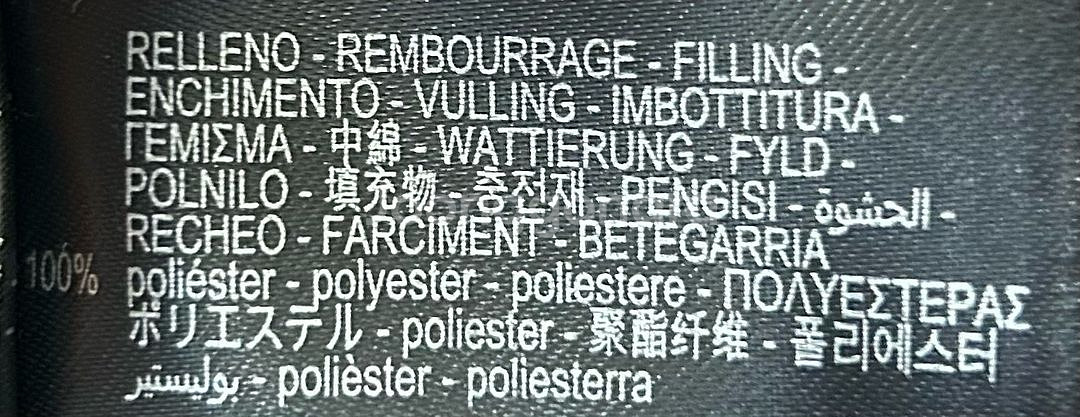 RELLENO - REMBOURRAGE - FILLING -
ENCHIMENTO - VULLING - IMBOTTITURA -
ΓΕΜΙΣΜΑ - 中綿 - WATTIERUNG - FYLD -
POLNILO - 填充物 - 충전재 - PENGISI - الحشوة -
RECHEO - FARCIMENT - BETEGARRIA
100% poliéster - polyester - poliestere - ΠΟΛΥΕΣΤΕΡΑΣ
ポリエステル - poliester - 聚酯纤维 - 폴리에스터
بوليستير - polièster - poliesterra